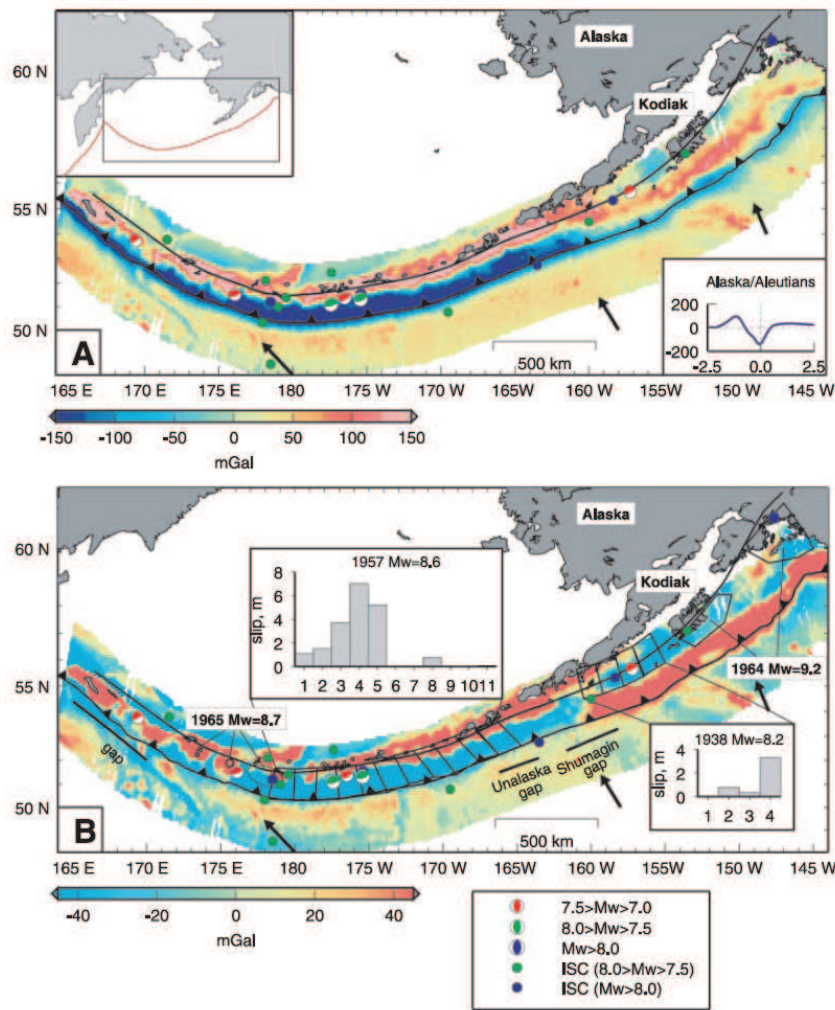 Alaska
Kodiak
60 N
55 N
50 N
A
Alaska/Aleutians
200
0
-200
-2.5 0.0 2.5
500 km
165 E 170 E 175 E 180 175 W 170 W 165W 160 W 155 W 150 W 145 W
-150 -100 -50 0 50 100 150
mGal
Alaska
Kodiak
60 N
55 N
50 N
B
1957 Mw=8.6
slip, m
8
6
4
2
0
1 2 3 4 5 6 7 8 9 10 11
1965 Mw=8.7
1964 Mw=9.2
gap
Unalaska
gap
Shumagin
gap
1938 Mw=8.2
slip, m
4
2
0
1 2 3 4
500 km
165 E 170 E 175 E 180 175 W 170 W 165W 160 W 155 W 150 W 145 W
-40 -20 0 20 40
mGal
7.5>Mw>7.0
8.0>Mw>7.5
Mw>8.0
ISC (8.0>Mw>7.5)
ISC (Mw>8.0)